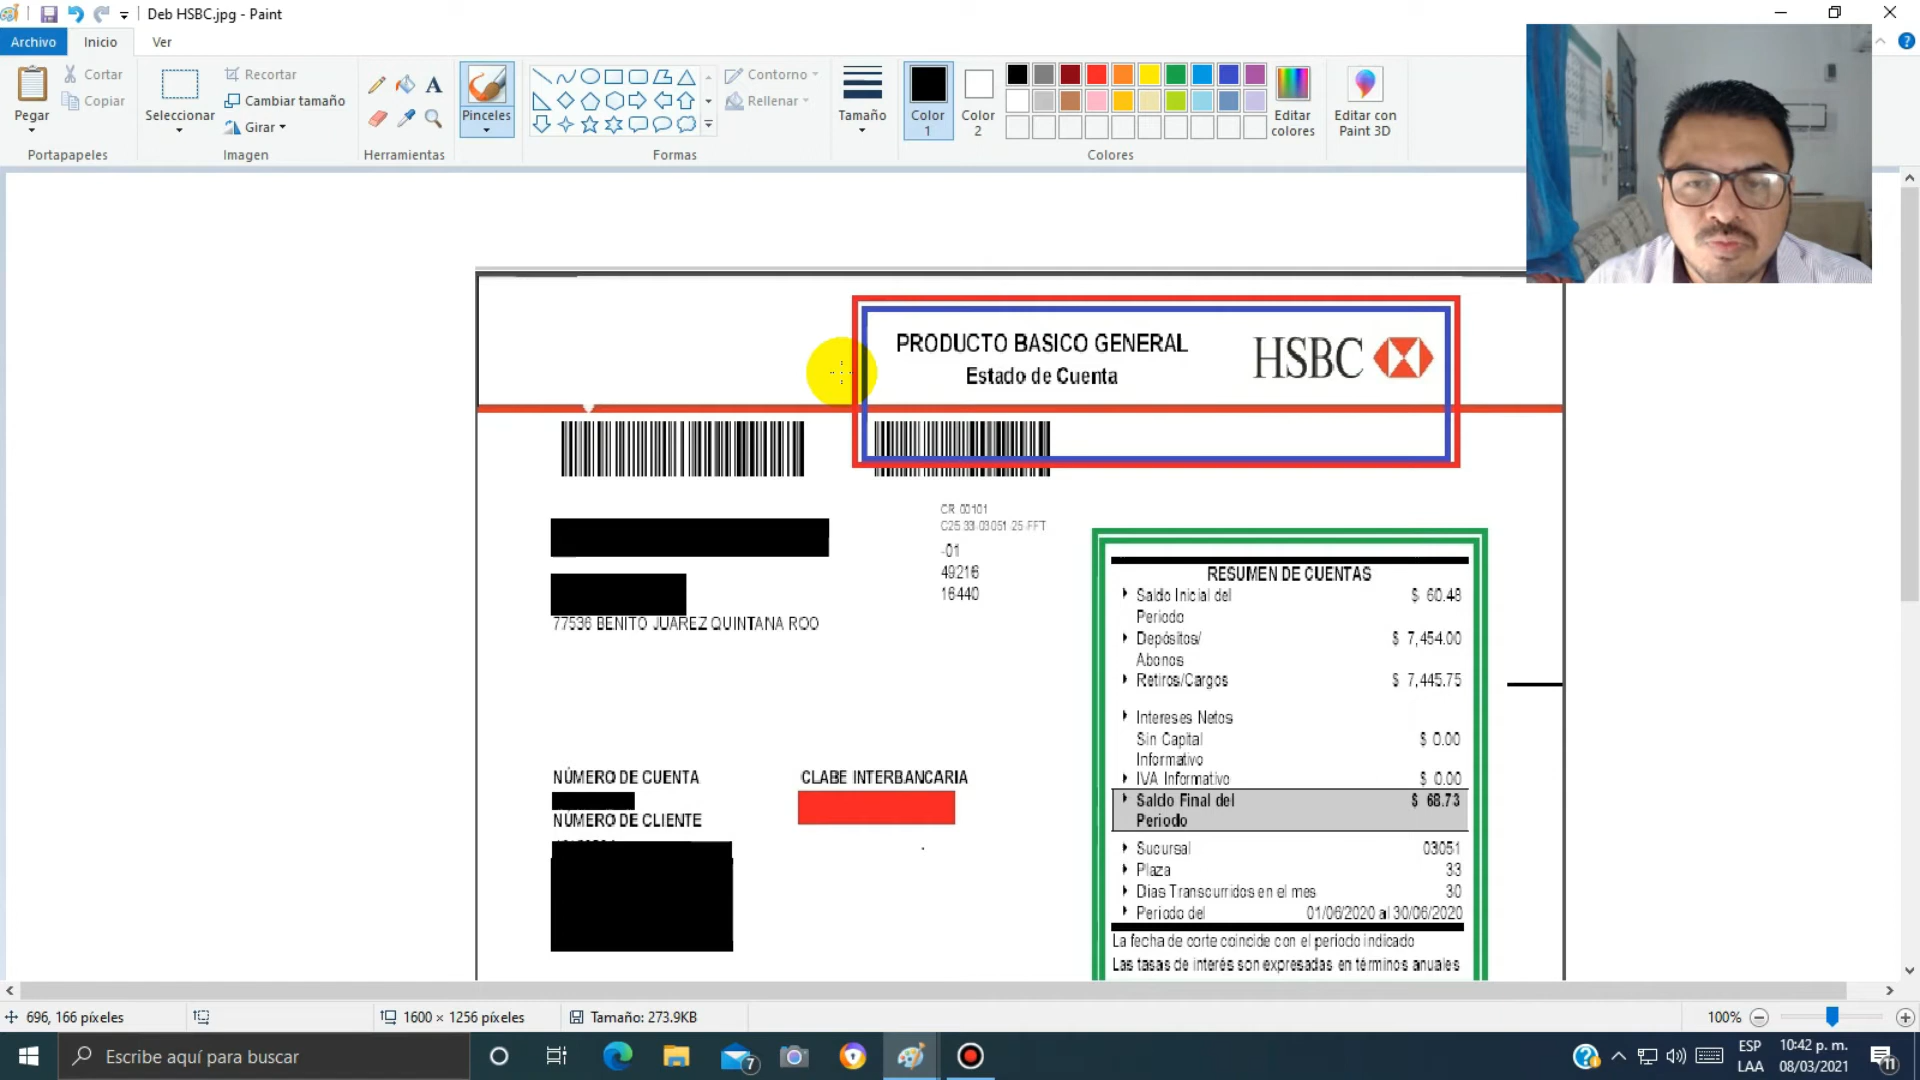 Deb HSBC.jpg - Paint
Archivo Inicio Ver
Pegar
Cortar
Copiar
Portapapeles
Seleccionar
Recortar
Cambiar tamaño
Girar
Imagen
A
Herramientas
Pinceles
Formas
Contorno
Rellenar
Tamaño
Color
1
Color
2
Editar
colores
Colores
Editar con
Paint 3D
?
PRODUCTO BASICO GENERAL
Estado de Cuenta
HSBC
CR 00101
C25 33-03051 25-FFT
-01
49216
16440
77536 BENITO JUAREZ QUINTANA ROO
NÚMERO DE CUENTA
NÚMERO DE CLIENTE
CLABE INTERBANCARIA
RESUMEN DE CUENTAS
Saldo Inicial del $ 60.48
Periodo
Depósitos/ $ 7,454.00
Abonos
Retiros/Cargos $ 7,445.75
Intereses Netos
Sin Capital $ 0.00
Informativo
IVA Informativo $ 0.00
Saldo Final del $ 68.73
Periodo
Sucursal 03051
Plaza 33
Dias Transcurridos en el mes 30
Periodo del 01/06/2020 al 30/06/2020
La fecha de corte coincide con el periodo indicado
Las tasas de interés son expresadas en términos anuales
696, 166 píxeles
1600 × 1256 píxeles
Tamaño: 273.9KB
100%
Escribe aquí para buscar
7
ESP
LAA
10:42 p. m.
08/03/2021
11